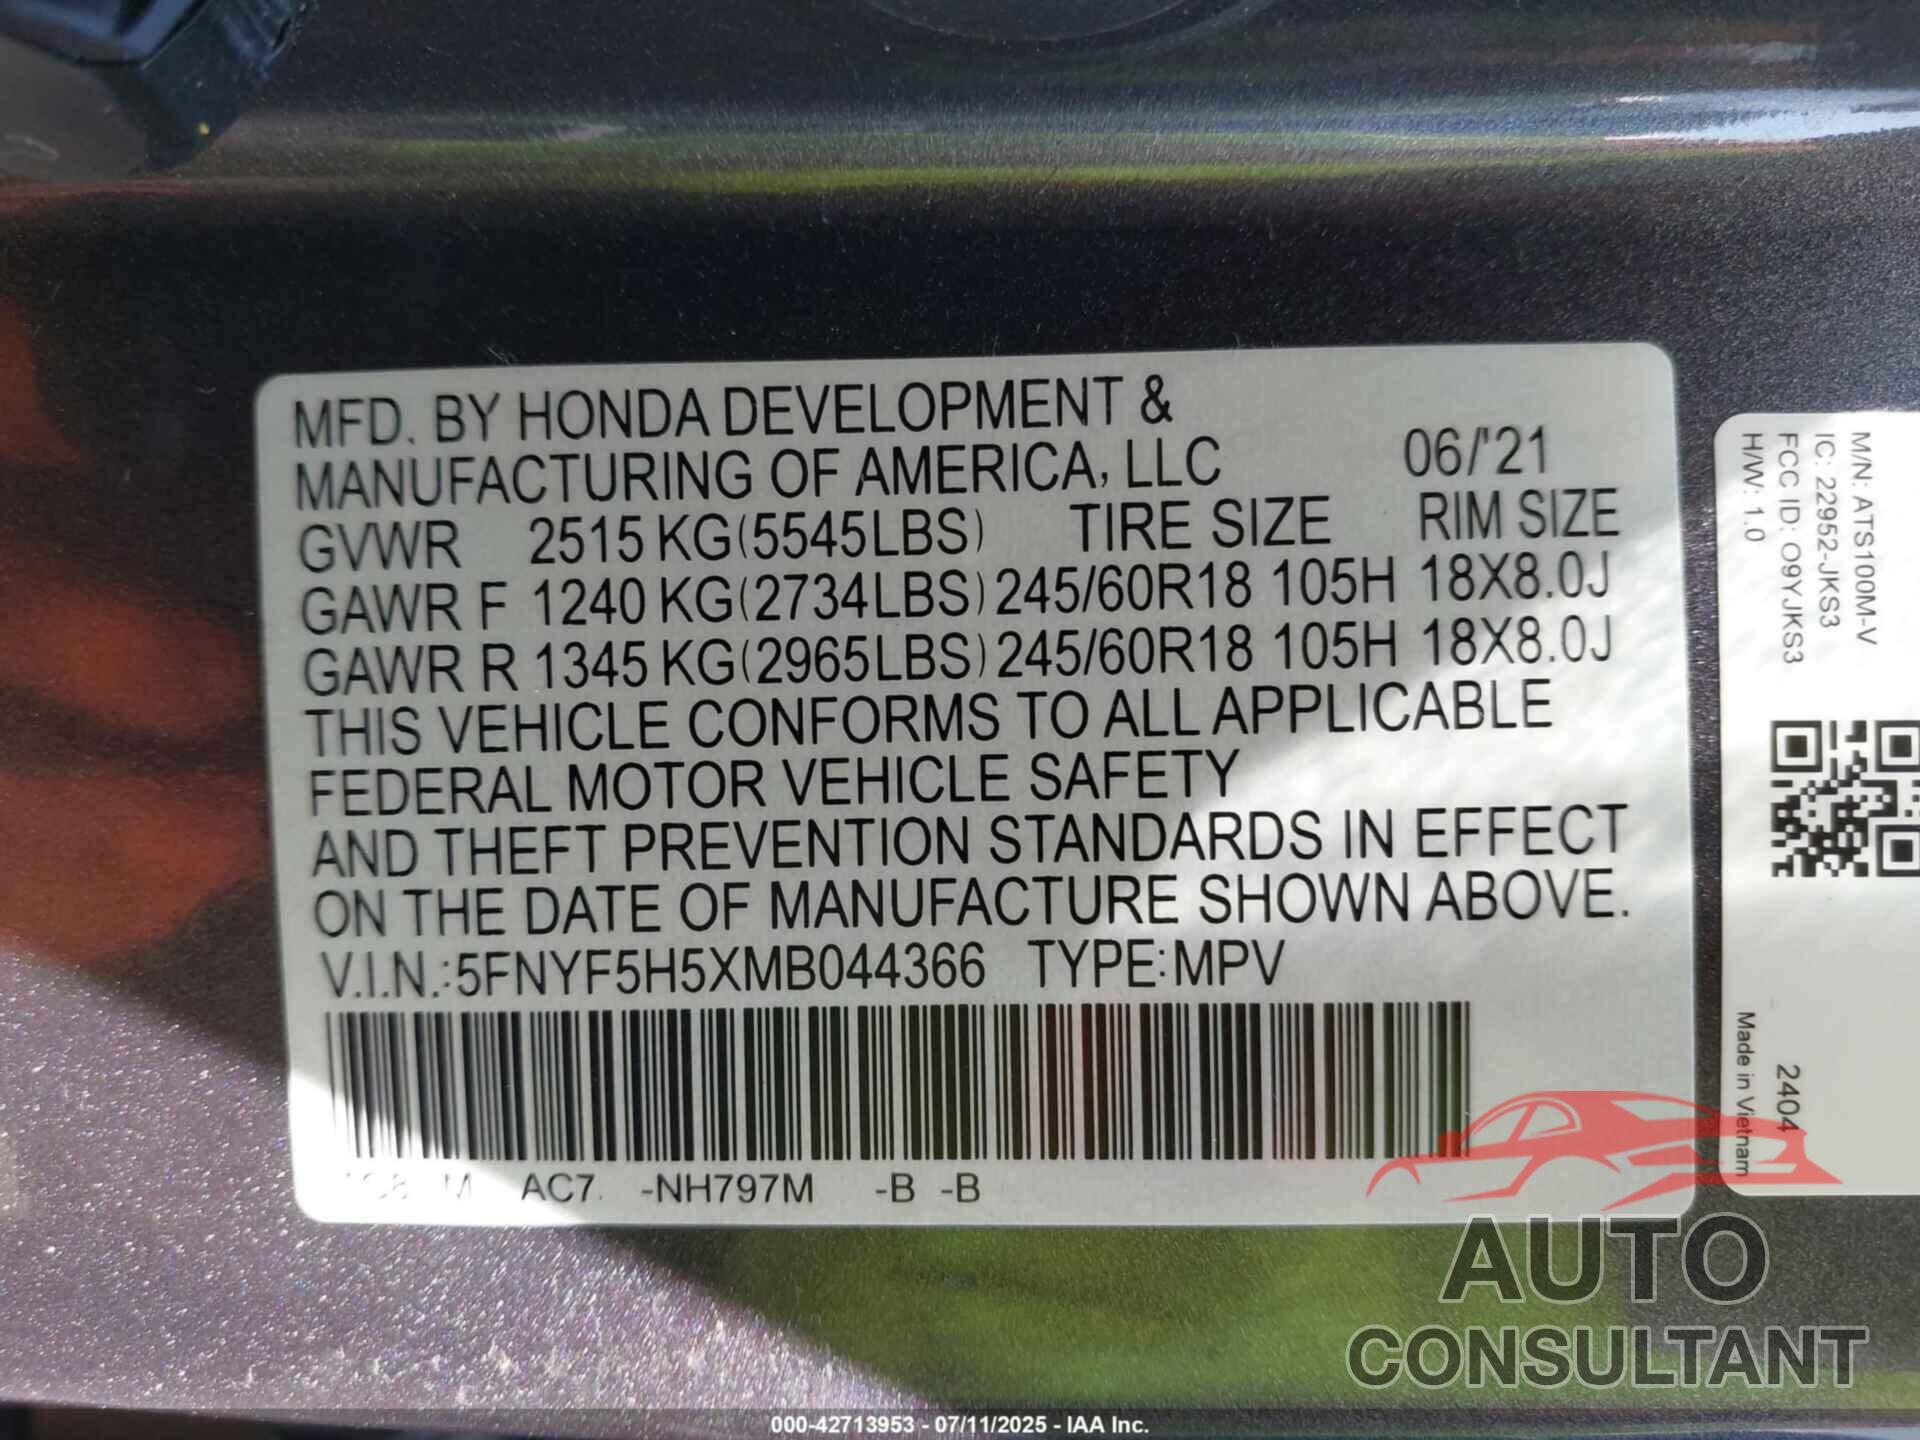 MFD. BY HONDA DEVELOPMENT &
MANUFACTURING OF AMERICA, LLC 06/'21
GVWR 2515 KG(5545LBS) TIRE SIZE RIM SIZE
GAWR F 1240 KG(2734LBS) 245/60R18 105H 18X8.0J
GAWR R 1345 KG(2965LBS) 245/60R18 105H 18X8.0J
THIS VEHICLE CONFORMS TO ALL APPLICABLE
FEDERAL MOTOR VEHICLE SAFETY
AND THEFT PREVENTION STANDARDS IN EFFECT
ON THE DATE OF MANUFACTURE SHOWN ABOVE.
V.I.N.:5FNYF5H5XMB044366 TYPE:MPV
AC7. -NH797M -B -B
M/N: ATS100M-V
IC: 22952-JKS3
FCC ID: O9YJKS3
H/W: 1.0
2404
Made in Vietnam
AUTO
CONSULTANT
000-42713953 - 07/11/2025 - IAA Inc.